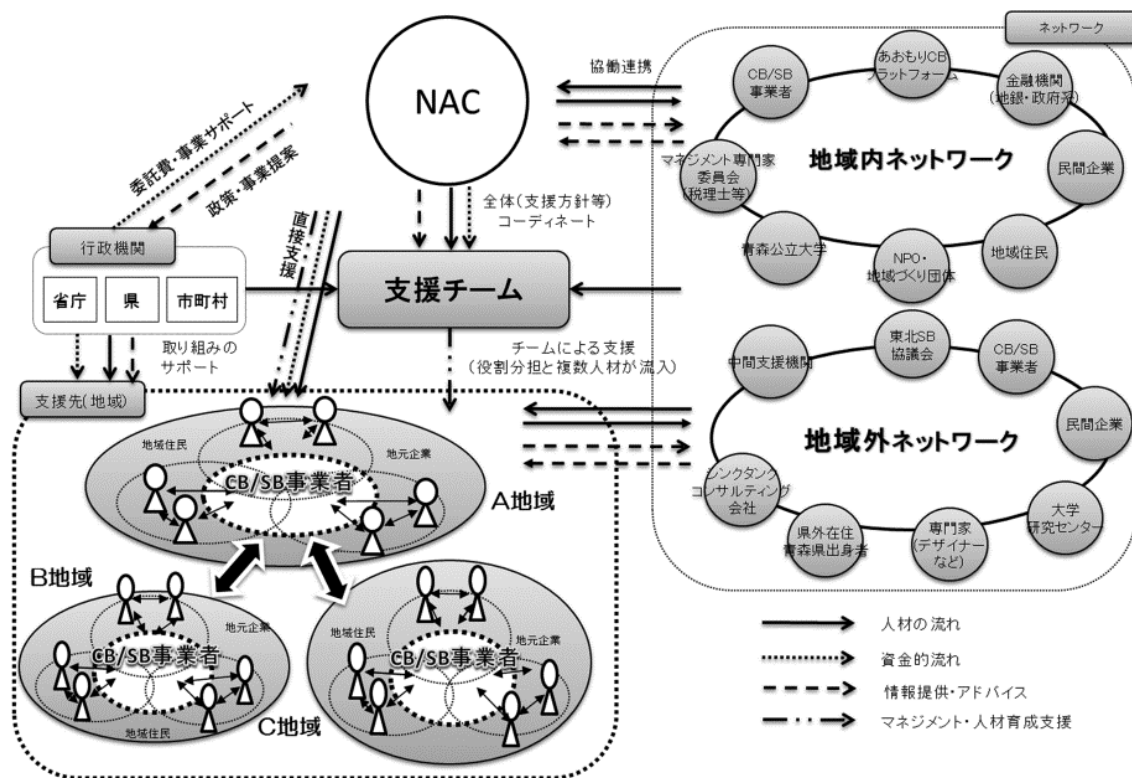 ネットワーク
NAC
協働連携
CB/SB
事業者
あおもりCB
プラットフォーム
金融機関
(地銀・政府系)
マネジメント専門家
委員会
(税理士等)
地域内ネットワーク
民間企業
青森公立大学
NPO・
地域づくり団体
地域住民
委託費・事業サポート
政策・事業提案
直接支援
全体(支援方針等)
コーディネート
行政機関
省庁
県
市町村
支援チーム
取り組みの
サポート
チームによる支援
(役割分担と複数人材が流入)
支援先(地域)
中間支援機関
東北SB
協議会
CB/SB
事業者
民間企業
地域外ネットワーク
シンクタンク
コンサルティング
会社
県外在住
青森県出身者
専門家
(デザイナー
など)
大学
研究センター
地域住民
地元企業
CB/SB事業者
A地域
B地域
地元企業
CB/SB事業者
地域住民
C地域
地域住民
地元企業
CB/SB事業者
人材の流れ
資金的流れ
情報提供・アドバイス
マネジメント・人材育成支援